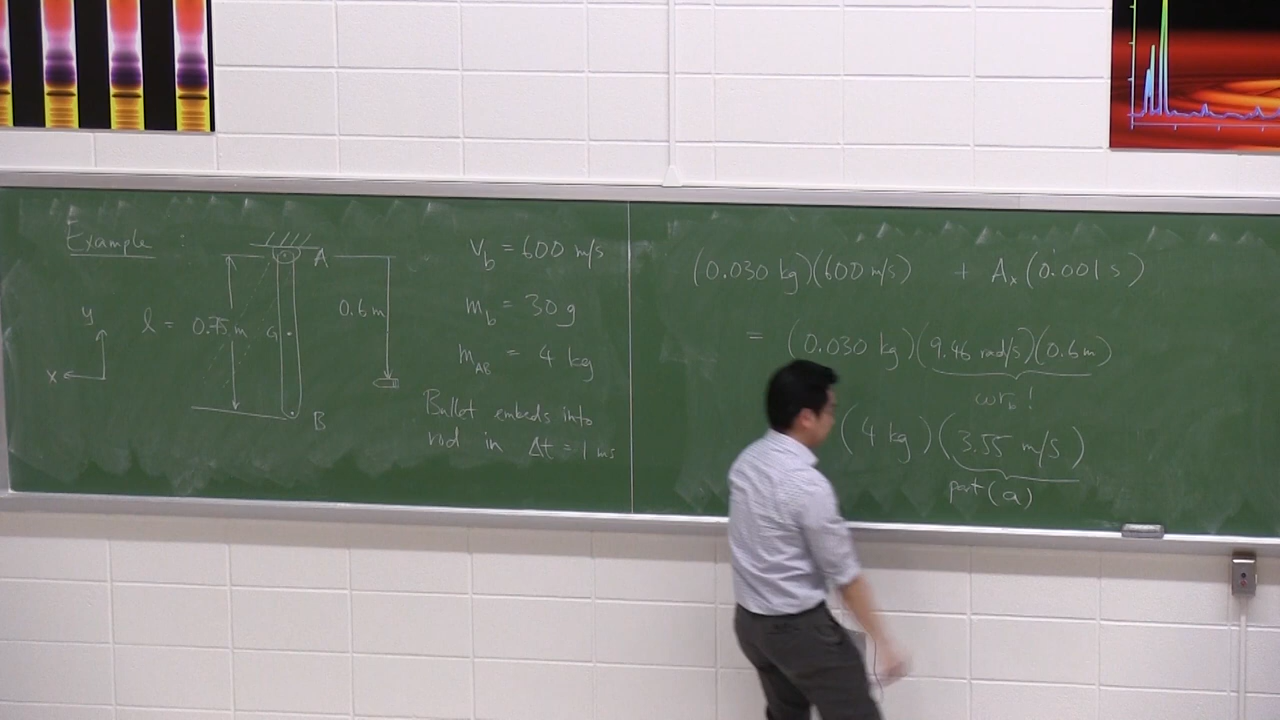 Example :
A
0.6 m
y
l = 0.75 m
G
x
B
V_b = 600 m/s
m_b = 30 g
m_AB = 4 kg
Bullet embeds into
rod in Δt = 1 ms
(0.030 kg)(600 m/s) + A_x (0.001 s)
= (0.030 kg)(9.46 rad/s)(0.6 m)
ωr_b !
(4 kg)(3.55 m/s)
part (a)